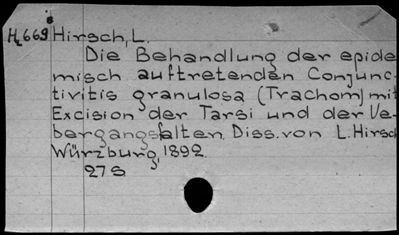 H 669 Hirsch, L.
Die Behandlung der epide-
misch auftretenden Conjunc-
tivitis granulosa (Trachom) mit
Excision der Tarsi und der Ue-
bergangsfalten. Diss. von L. Hirsch
Würzburg, 1892
27 S